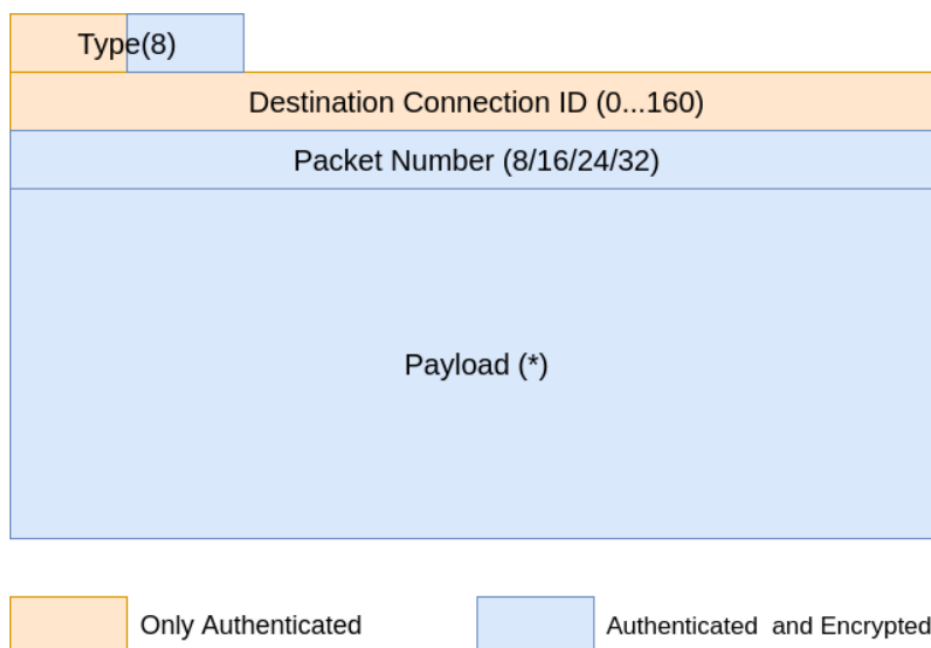 Type(8)
Destination Connection ID (0...160)
Packet Number (8/16/24/32)
Payload (*)
Only Authenticated
Authenticated and Encrypted